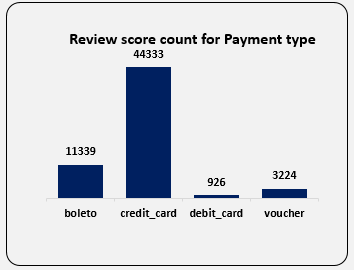 Review score count for Payment type
44333
11339
926
3224
boleto credit_card debit_card voucher